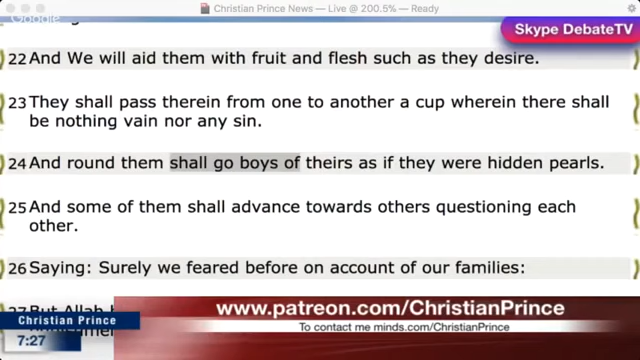 Christian Prince News — Live @ 200.5% — Ready
Google
Skype DebateTV
22 And We will aid them with fruit and flesh such as they desire.
23 They shall pass therein from one to another a cup wherein there shall
be nothing vain nor any sin.
24 And round them shall go boys of theirs as if they were hidden pearls.
25 And some of them shall advance towards others questioning each
other.
26 Saying: Surely we feared before on account of our families:
27 But Allah
www.patreon.com/ChristianPrince
To contact me minds.com/ChristianPrince
Christian Prince
7:27